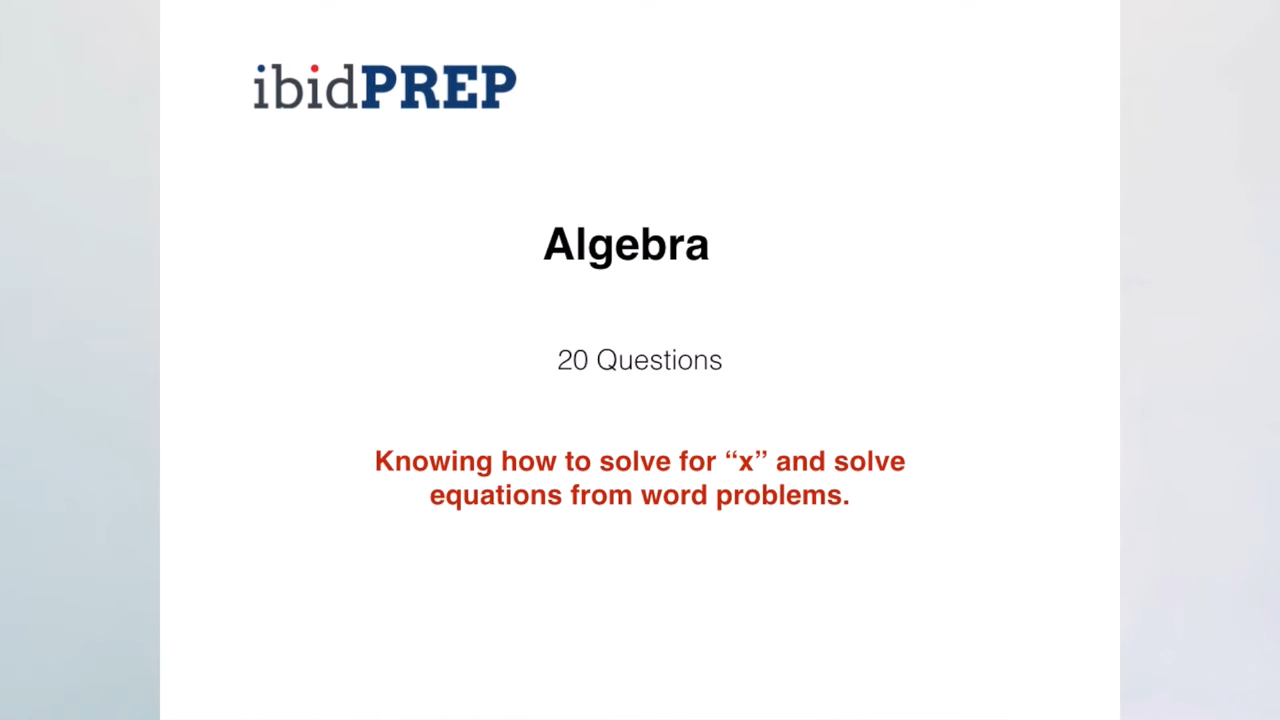 ibidPREP
Algebra
20 Questions
Knowing how to solve for “x” and solve
equations from word problems.